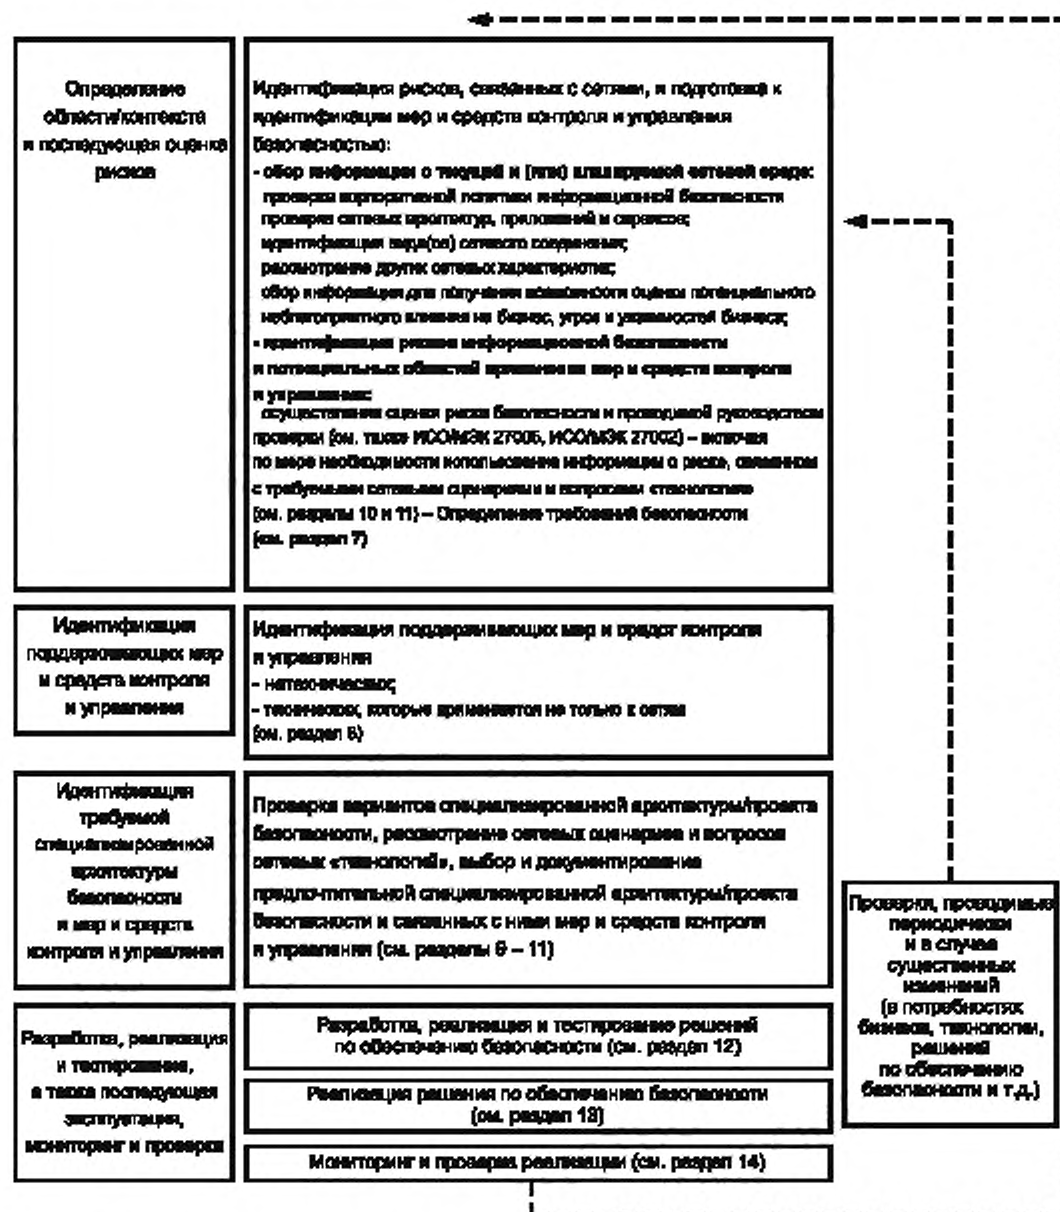 Определение
области/контекста
и последующая оценка
рисков
Идентификация рисков, связанных с сетями, и подготовка к
идентификации мер и средств контроля и управления
безопасностью:
- сбор информации о текущей и (или) планируемой сетевой среде:
проверка корпоративной политики информационной безопасности
проверка сетевых архитектур, приложений и сервисов;
идентификация вида(ов) сетевого соединения;
рассмотрение других сетевых характеристик;
сбор информации для получения возможности оценки потенциального
неблагоприятного влияния на бизнес, угроз и уязвимостей бизнеса;
- идентификация рисков информационной безопасности
и потенциальных областей применения мер и средств контроля
и управления:
осуществление оценки риска безопасности и проводимой руководством
проверки (см. также ИСО/МЭК 27005, ИСО/МЭК 27002) – включая
по мере необходимости использование информации о риске, связанном
с требуемыми сетевыми сценариями и вопросами «технологии»
(см. разделы 10 и 11) – Определение требований безопасности
(см. раздел 7)
Идентификация
поддерживающих мер
и средств контроля
и управления
Идентификация поддерживающих мер и средст контроля
и управления
- нетехнических;
- технических, которые применяется не только к сетям
(см. раздел 8)
Идентификация
требуемой
специализированной
архитектуры
безопасности
и мер и средств
контроля и управления
Проверка вариантов специализированной архитектуры/проекта
безопасности, рассмотрение сетевых сценариев и вопросов
сетевых «технологий», выбор и документирование
предпочтительной специализированной архитектуры/проекта
безопасности и связанных с ними мер и средств контроля
и управления (см. разделы 9 – 11)
Разработка, реализация
и тестирование,
а также последующая
эксплуатация,
мониторинг и проверка
Разработка, реализация и тестирование решений
по обеспечению безопасности (см. раздел 12)
Реализация решения по обеспечению безопасности
(см. раздел 13)
Мониторинг и проверка реализации (см. раздел 14)
Проверки, проводимые
периодически
и в случае
существенных
изменений
(в потребностях
бизнеса, технологии,
решений
по обеспечению
безопасности и т.д.)